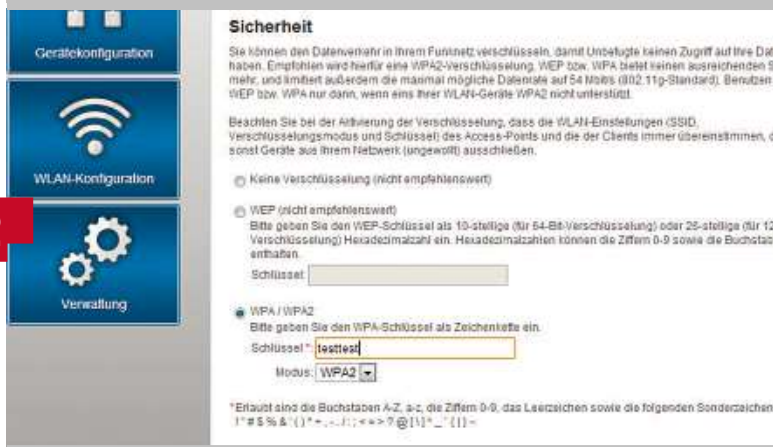 Gerätekonfiguration
WLAN-Konfiguration
Verwaltung
Sicherheit
Sie können den Datenverkehr in Ihrem Funknetz verschlüsseln, damit Unbefugte keinen Zugriff auf Ihre
haben. Empfohlen wird hierfür eine WPA2-Verschlüsselung. WEP bzw. WPA bietet keinen ausreichenden
mehr, und limitiert außerdem die maximal mögliche Datenrate auf 54 Mbit/s (802.11g-Standard). Benutzen
WEP bzw. WPA nur dann, wenn eins Ihrer WLAN-Geräte WPA2 nicht unterstützt.
Beachten Sie bei der Aktivierung der Verschlüsselung, dass die WLAN-Einstellungen (SSID,
Verschlüsselungsmodus und Schlüssel) des Access-Points und die der Clients immer übereinstimmen,
sonst Geräte aus Ihrem Netzwerk (ungewollt) ausschließen.
Keine Verschlüsselung (nicht empfehlenswert)
WEP (nicht empfehlenswert)
Bitte geben Sie den WEP-Schlüssel als 10-stellige (für 64-Bit-Verschlüsselung) oder 26-stellige (für
Verschlüsselung) Hexadezimalzahl ein. Hexadezimalzahlen können die Ziffern 0-9 sowie die
enthalten.
Schlüssel:
WPA / WPA2
Bitte geben Sie den WPA-Schlüssel als Zeichenkette ein.
Schlüssel *: testtest
Modus: WPA2
*Erlaubt sind die Buchstaben A-Z, a-z, die Ziffern 0-9, das Leerzeichen sowie die folgenden Sonderzeichen